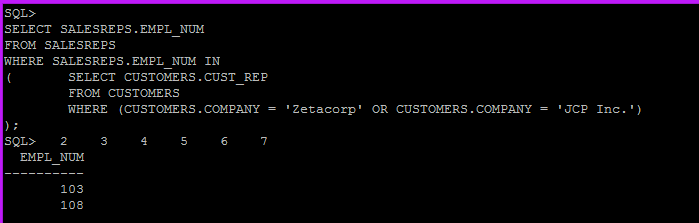 SQL>
SELECT SALESREPS.EMPL_NUM
FROM SALESREPS
WHERE SALESREPS.EMPL_NUM IN
(       SELECT CUSTOMERS.CUST_REP
        FROM CUSTOMERS
        WHERE (CUSTOMERS.COMPANY = 'Zetacorp' OR CUSTOMERS.COMPANY = 'JCP Inc.')
);
SQL>   2    3    4    5    6    7
  EMPL_NUM
----------
       103
       108